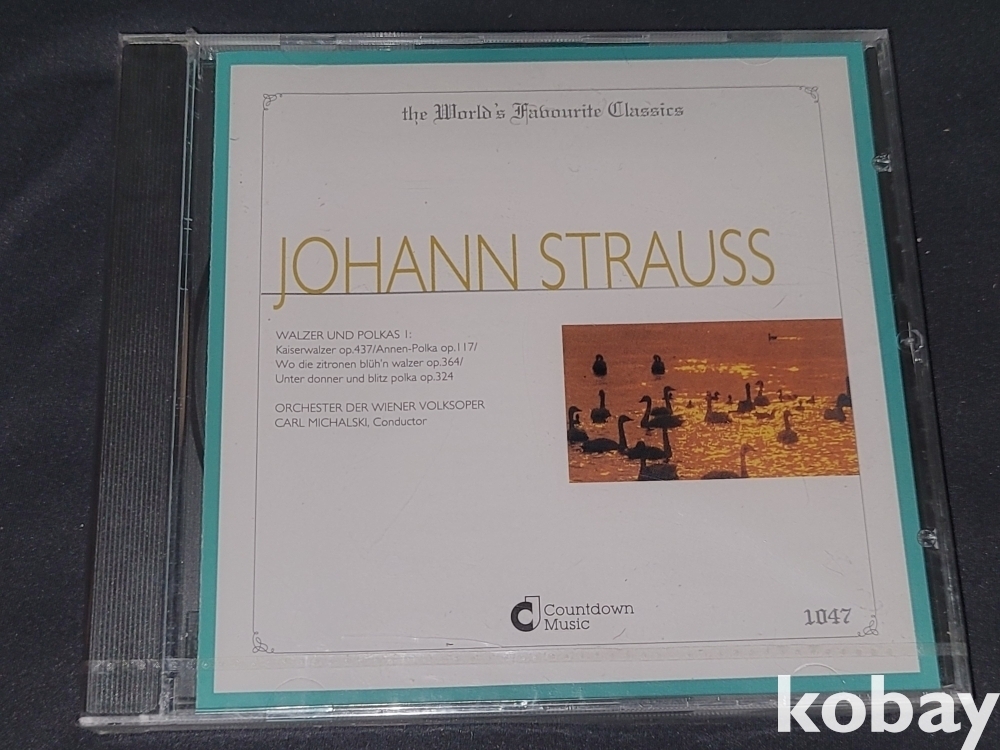 the World's Favourite Classics
JOHANN STRAUSS
WALZER UND POLKAS 1:
Kaiserwalzer op.437/Annen-Polka op.117/
Wo die zitronen blüh'n walzer op.364/
Unter donner und blitz polka op.324
ORCHESTER DER WIENER VOLKSOPER
CARL MICHALSKI, Conductor
Countdown
Music
1047
kobay